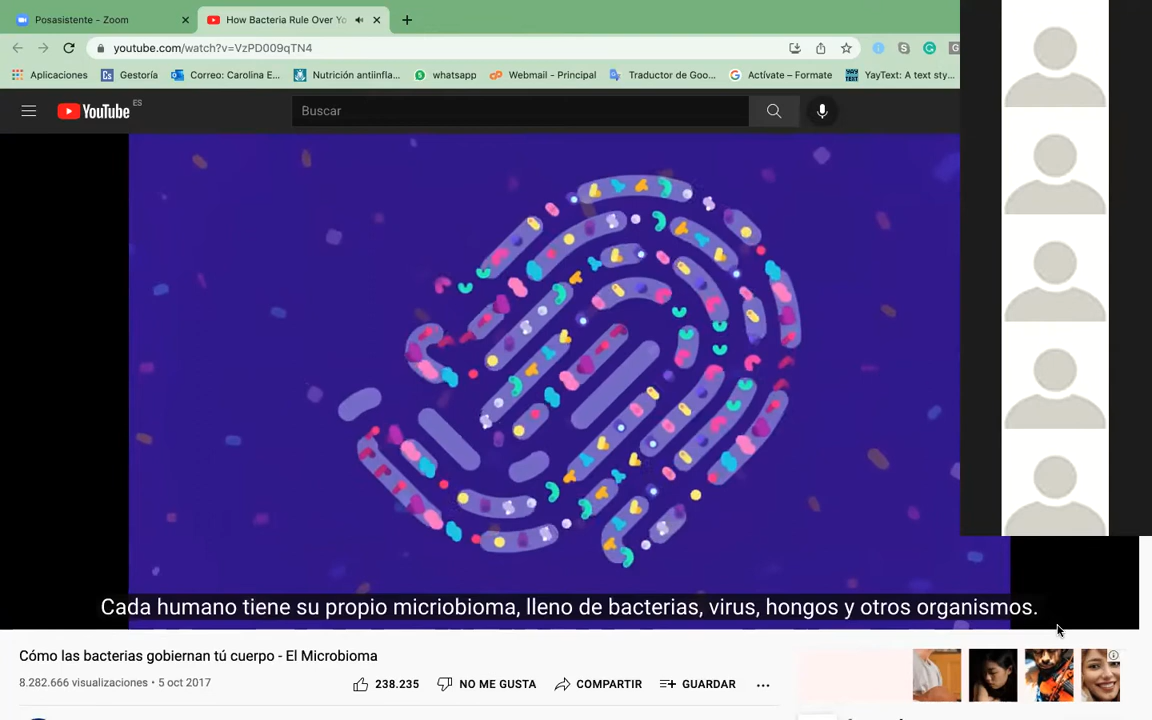 Posasistente - Zoom
How Bacteria Rule Over Yo
youtube.com/watch?v=VzPD009qTN4
Aplicaciones
Gestoría
Correo: Carolina E...
Nutrición antiinfla...
whatsapp
Webmail - Principal
Traductor de Goo...
Actívate – Formate
YayText: A text sty...
YouTube ES
Buscar
Cada humano tiene su propio micriobioma, lleno de bacterias, virus, hongos y otros organismos.
Cómo las bacterias gobiernan tú cuerpo - El Microbioma
8.282.666 visualizaciones • 5 oct 2017
238.235
NO ME GUSTA
COMPARTIR
GUARDAR